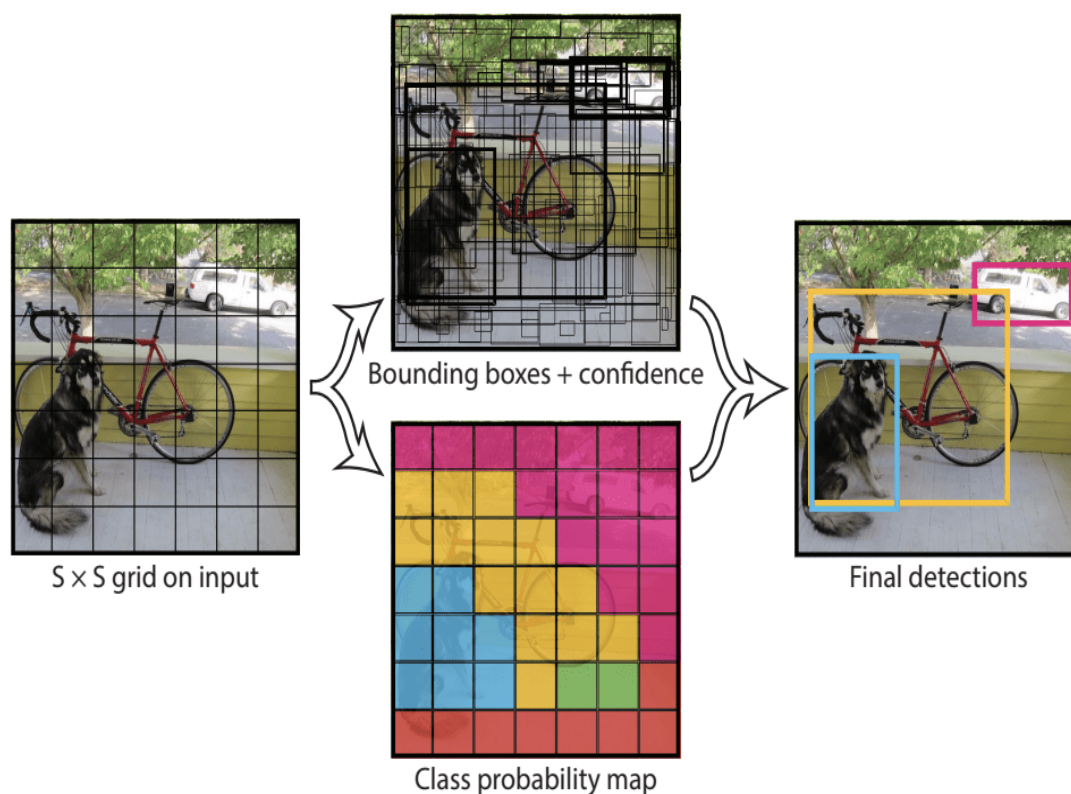 Bounding boxes + confidence
S × S grid on input
Final detections
Class probability map